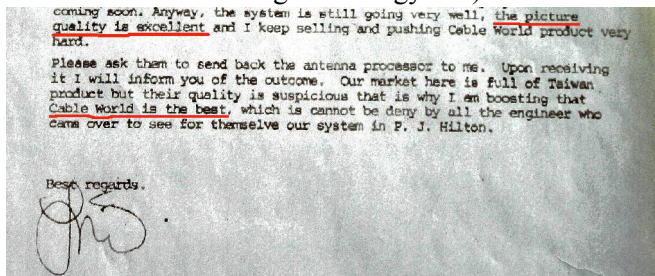 coming soon. Anyway, the system is still going very well, the picture
quality is excellent and I keep selling and pushing Cable World product very
hard.
Please ask them to send back the antenna processor to me. Upon receiving
it I will inform you of the outcome. Our market here is full of Taiwan
product but their quality is suspicious that is why I am boosting that
Cable World is the best, which is cannot be deny by all the engineer who
came over to see for themselve our system in P. J. Hilton.
Best regards.